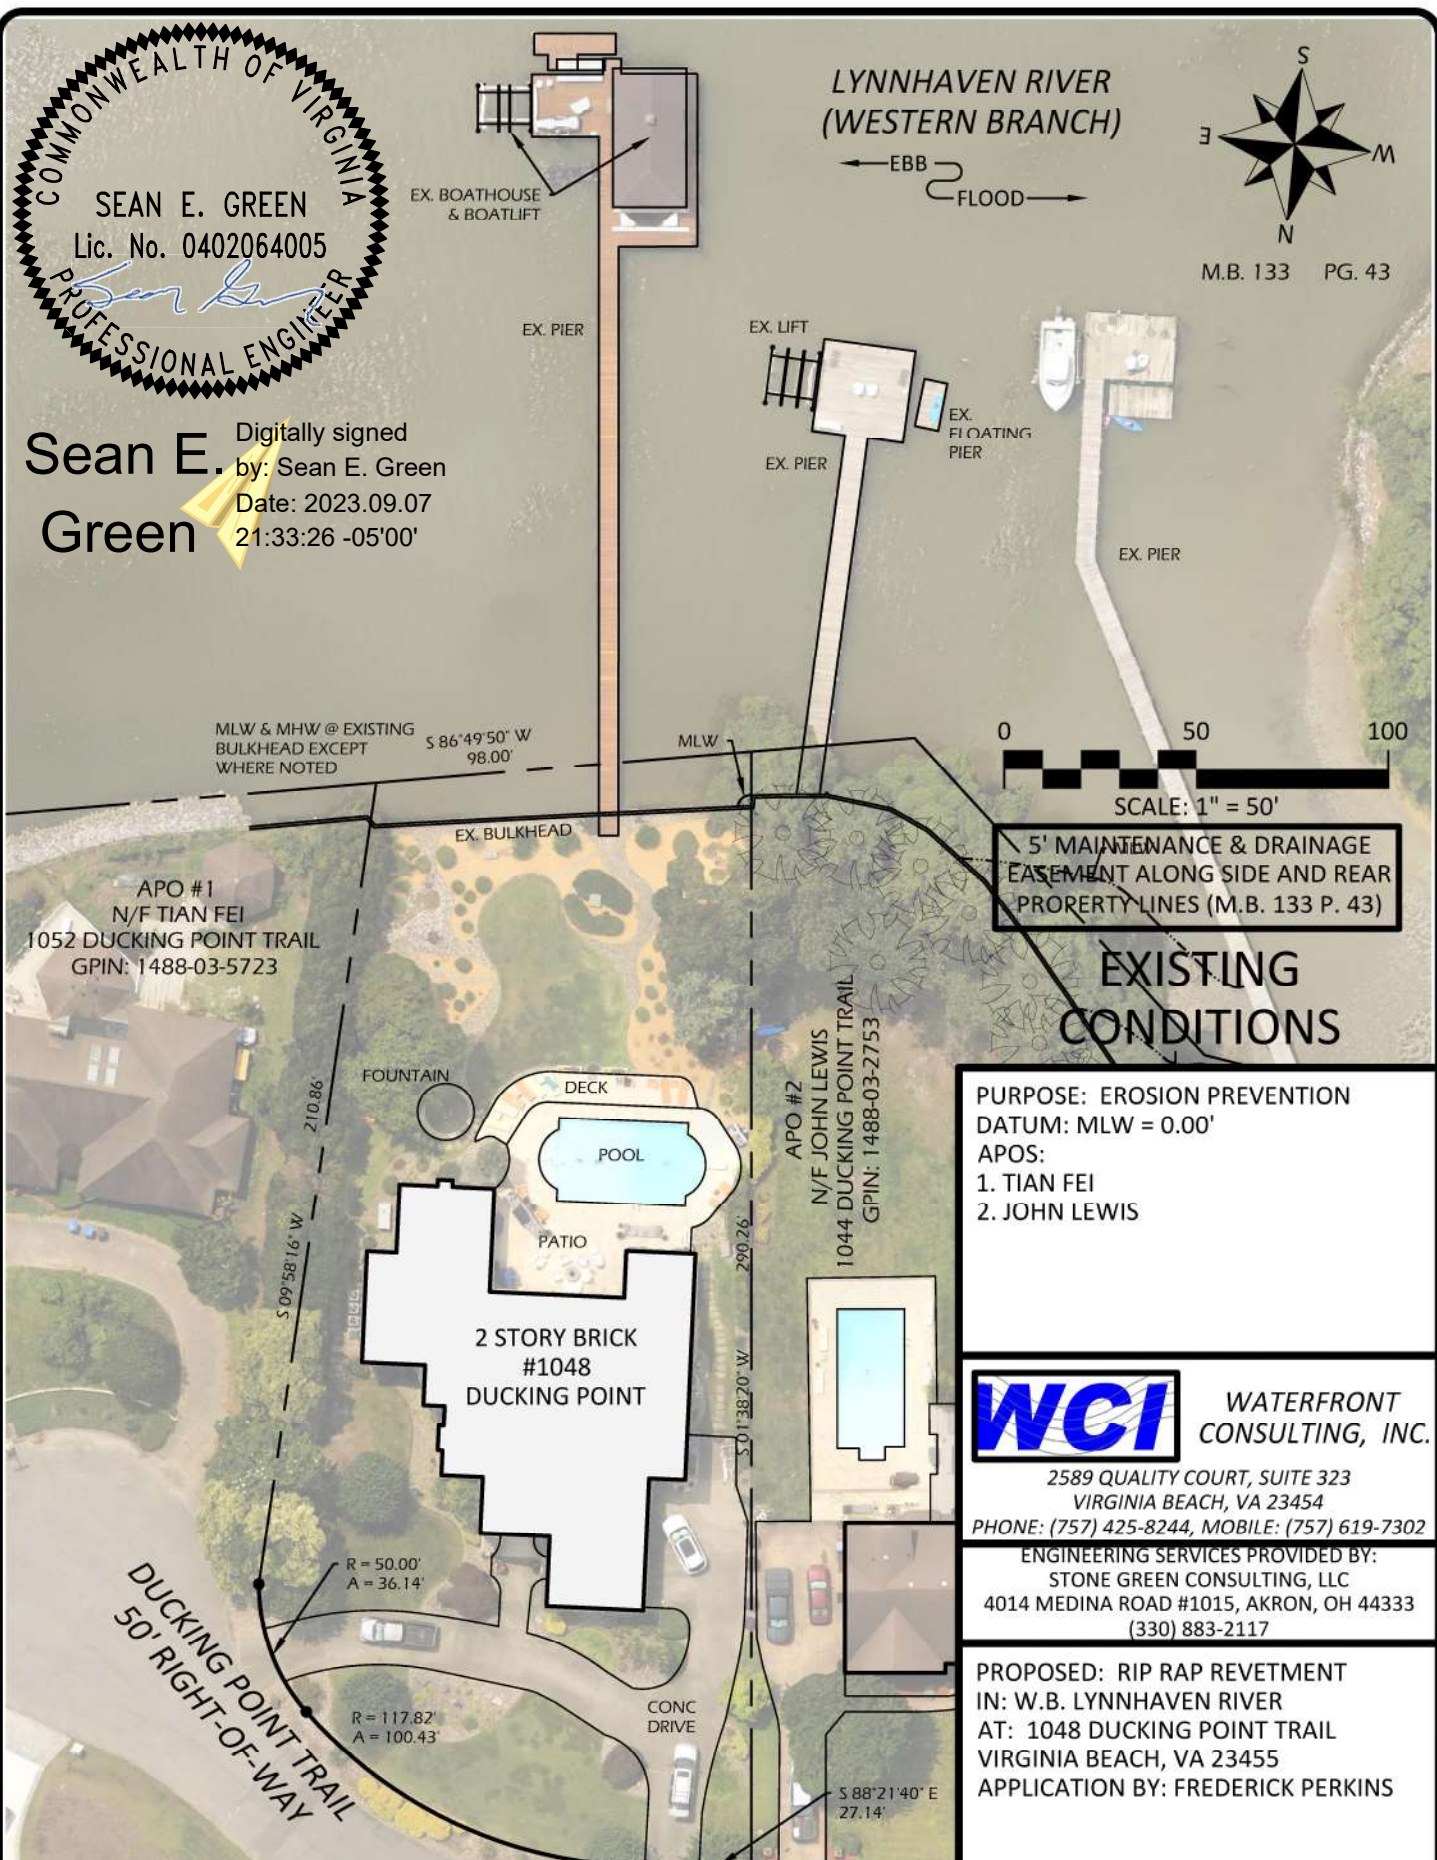 COMMONWEALTH OF VIRGINIA
SEAN E. GREEN
Lic. No. 0402064005
PROFESSIONAL ENGINEER
Sean E.
Green
Digitally signed
by: Sean E. Green
Date: 2023.09.07
21:33:26 -05'00'
LYNNHAVEN RIVER
(WESTERN BRANCH)
EBB
FLOOD
S
E
W
N
M.B. 133 PG. 43
EX. BOATHOUSE
& BOATLIFT
EX. PIER
EX. LIFT
EX. PIER
EX.
FLOATING
PIER
EX. PIER
MLW & MHW @ EXISTING
BULKHEAD EXCEPT
WHERE NOTED
S 86°49'50" W
98.00'
MLW
EX. BULKHEAD
0 50 100
SCALE: 1" = 50'
5' MAINTENANCE & DRAINAGE
EASEMENT ALONG SIDE AND REAR
PROPERTY LINES (M.B. 133 P. 43)
MLW
EXISTING
CONDITIONS
APO #1
N/F TIAN FEI
1052 DUCKING POINT TRAIL
GPIN: 1488-03-5723
APO #2
N/F JOHN LEWIS
1044 DUCKING POINT TRAIL
GPIN: 1488-03-2753
FOUNTAIN
DECK
POOL
PATIO
210.86'
S 09°58'16" W
290.26'
S 01°38'20" W
2 STORY BRICK
#1048
DUCKING POINT
R = 50.00'
A = 36.14'
R = 117.82'
A = 100.43'
DUCKING POINT TRAIL
50' RIGHT-OF-WAY
CONC
DRIVE
S 88°21'40" E
27.14'
PURPOSE: EROSION PREVENTION
DATUM: MLW = 0.00'
APOS:
1. TIAN FEI
2. JOHN LEWIS
WCI
WATERFRONT
CONSULTING, INC.
2589 QUALITY COURT, SUITE 323
VIRGINIA BEACH, VA 23454
PHONE: (757) 425-8244, MOBILE: (757) 619-7302
ENGINEERING SERVICES PROVIDED BY:
STONE GREEN CONSULTING, LLC
4014 MEDINA ROAD #1015, AKRON, OH 44333
(330) 883-2117
PROPOSED: RIP RAP REVETMENT
IN: W.B. LYNNHAVEN RIVER
AT: 1048 DUCKING POINT TRAIL
VIRGINIA BEACH, VA 23455
APPLICATION BY: FREDERICK PERKINS